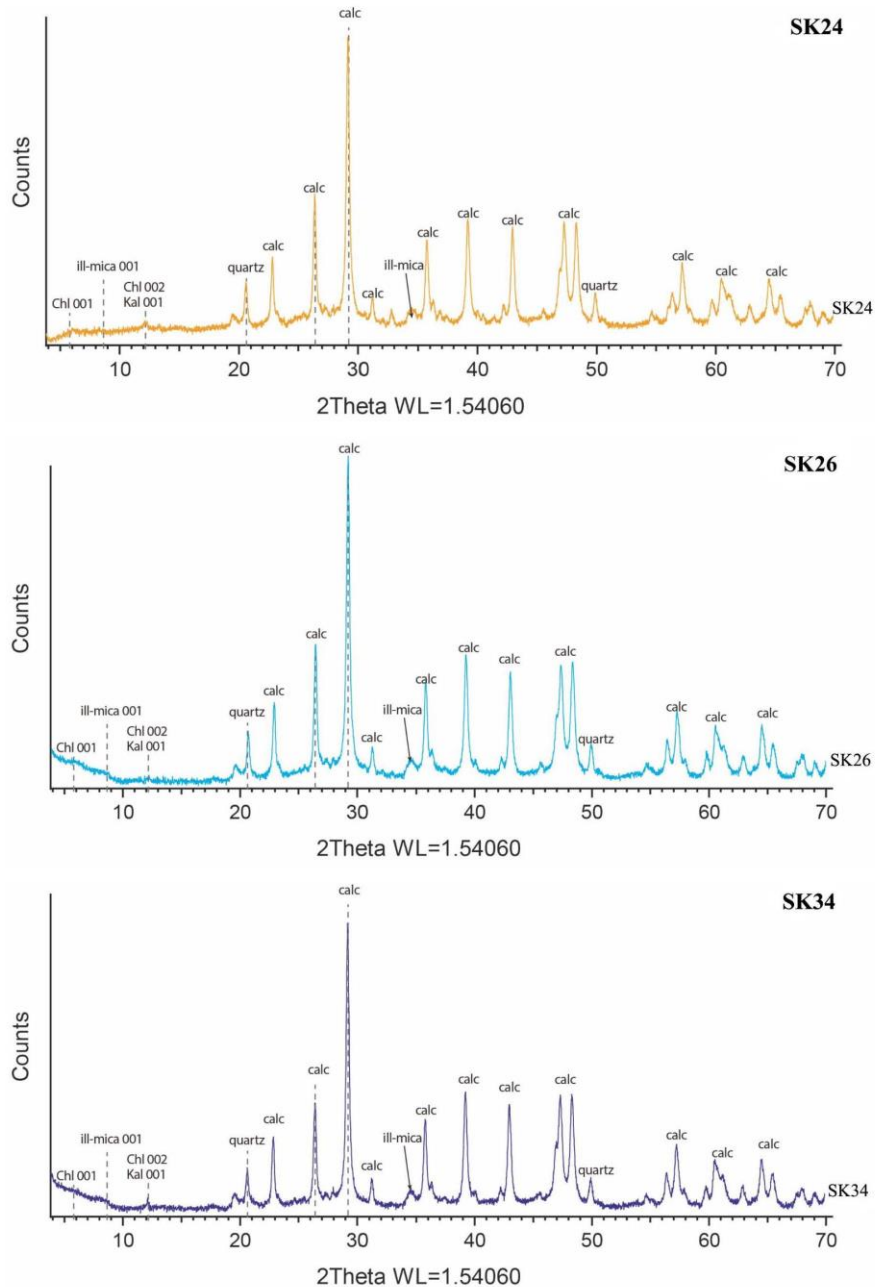 SK24
calc
calc
quartz
calc
calc
ill-mica
calc
calc
calc
calc
quartz
calc
calc
calc
ill-mica 001
Chl 001
Chl 002
Kal 001
SK24
Counts
10 20 30 40 50 60 70
2Theta WL=1.54060
SK26
calc
calc
quartz
calc
calc
ill-mica
calc
calc
calc
calc
quartz
calc
calc
calc
ill-mica 001
Chl 001
Chl 002
Kal 001
SK26
Counts
10 20 30 40 50 60 70
2Theta WL=1.54060
SK34
calc
calc
quartz
calc
calc
ill-mica
calc
calc
calc
calc
quartz
calc
calc
calc
ill-mica 001
Chl 001
Chl 002
Kal 001
SK34
Counts
10 20 30 40 50 60 70
2Theta WL=1.54060